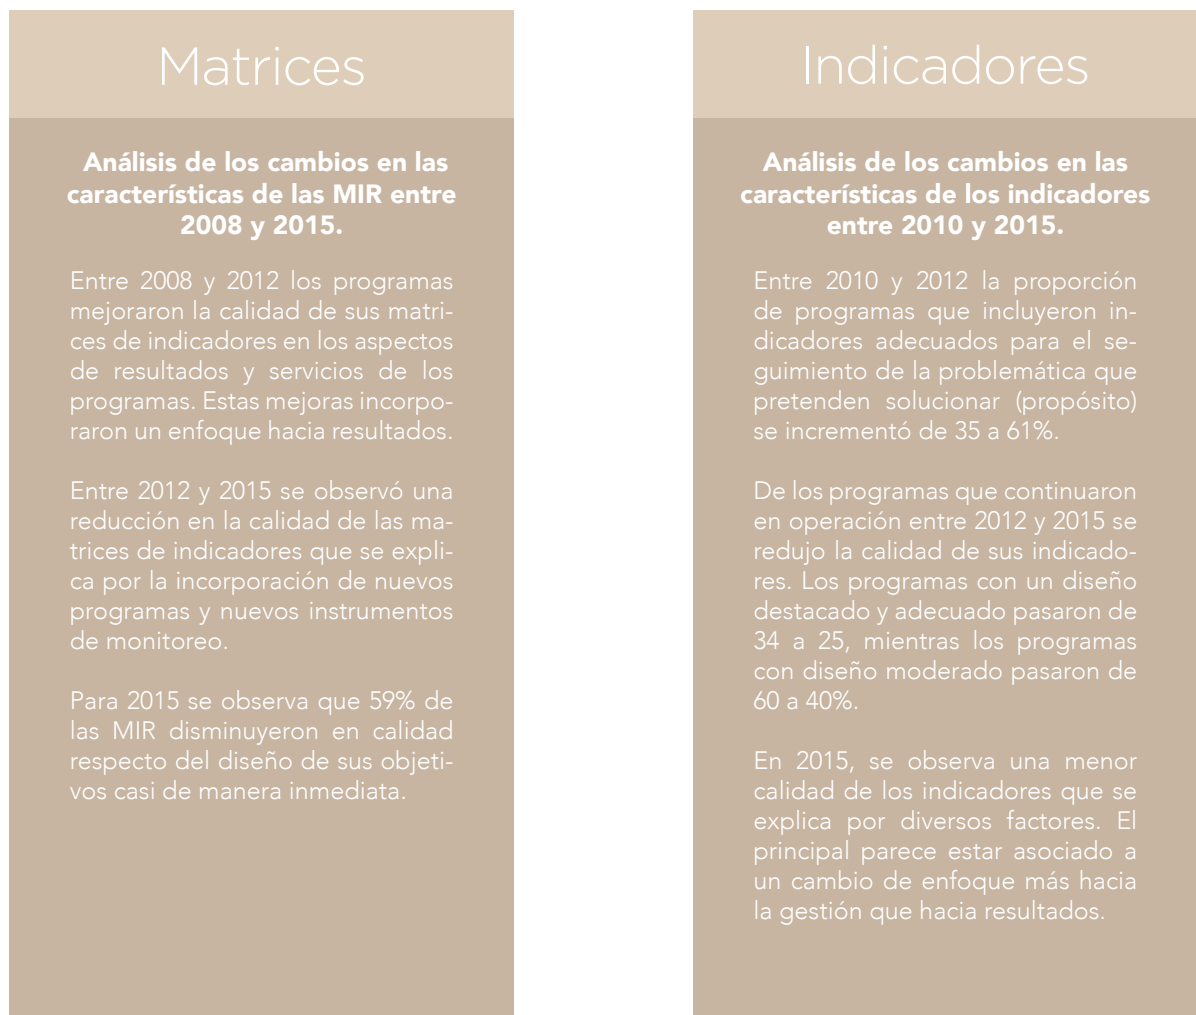 Matrices
Análisis de los cambios en las
características de las MIR entre
2008 y 2015.
Entre 2008 y 2012 los programas
mejoraron la calidad de sus matri-
ces de indicadores en los aspectos
de resultados y servicios de los
programas. Estas mejoras incorpo-
raron un enfoque hacia resultados.
Entre 2012 y 2015 se observó una
reducción en la calidad de las ma-
trices de indicadores que se expli-
ca por la incorporación de nuevos
programas y nuevos instrumentos
de monitoreo.
Para 2015 se observa que 59% de
las MIR disminuyeron en calidad
respecto del diseño de sus objeti-
vos casi de manera inmediata.
Indicadores
Análisis de los cambios en las
características de los indicadores
entre 2010 y 2015.
Entre 2010 y 2012 la proporción
de programas que incluyeron in-
dicadores adecuados para el se-
guimiento de la problemática que
pretenden solucionar (propósito)
se incrementó de 35 a 61%.
De los programas que continuaron
en operación entre 2012 y 2015 se
redujo la calidad de sus indicado-
res. Los programas con un diseño
destacado y adecuado pasaron de
34 a 25, mientras los programas
con diseño moderado pasaron de
60 a 40%.
En 2015, se observa una menor
calidad de los indicadores que se
explica por diversos factores. El
principal parece estar asociado a
un cambio de enfoque más hacia
la gestión que hacia resultados.